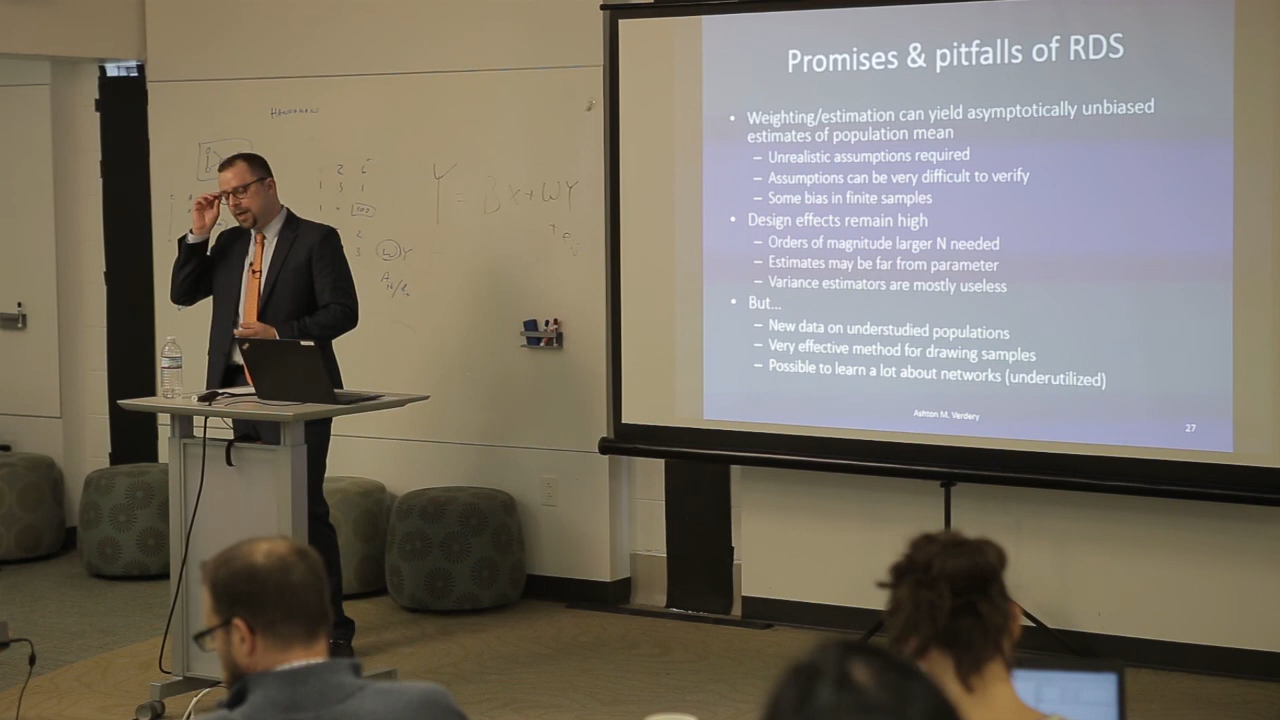 Promises & pitfalls of RDS
• Weighting/estimation can yield asymptotically unbiased
estimates of population mean
– Unrealistic assumptions required
– Assumptions can be very difficult to verify
– Some bias in finite samples
• Design effects remain high
– Orders of magnitude larger N needed
– Estimates may be far from parameter
– Variance estimators are mostly useless
• But...
– New data on understudied populations
– Very effective method for drawing samples
– Possible to learn a lot about networks (underutilized)
Ashton M. Verdery
27